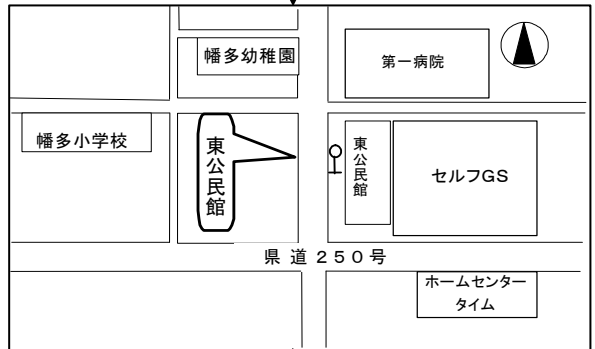 幡多幼稚園
第一病院
幡多小学校
東公民館
東公民館
セルフGS
県道250号
ホームセンター
タイム